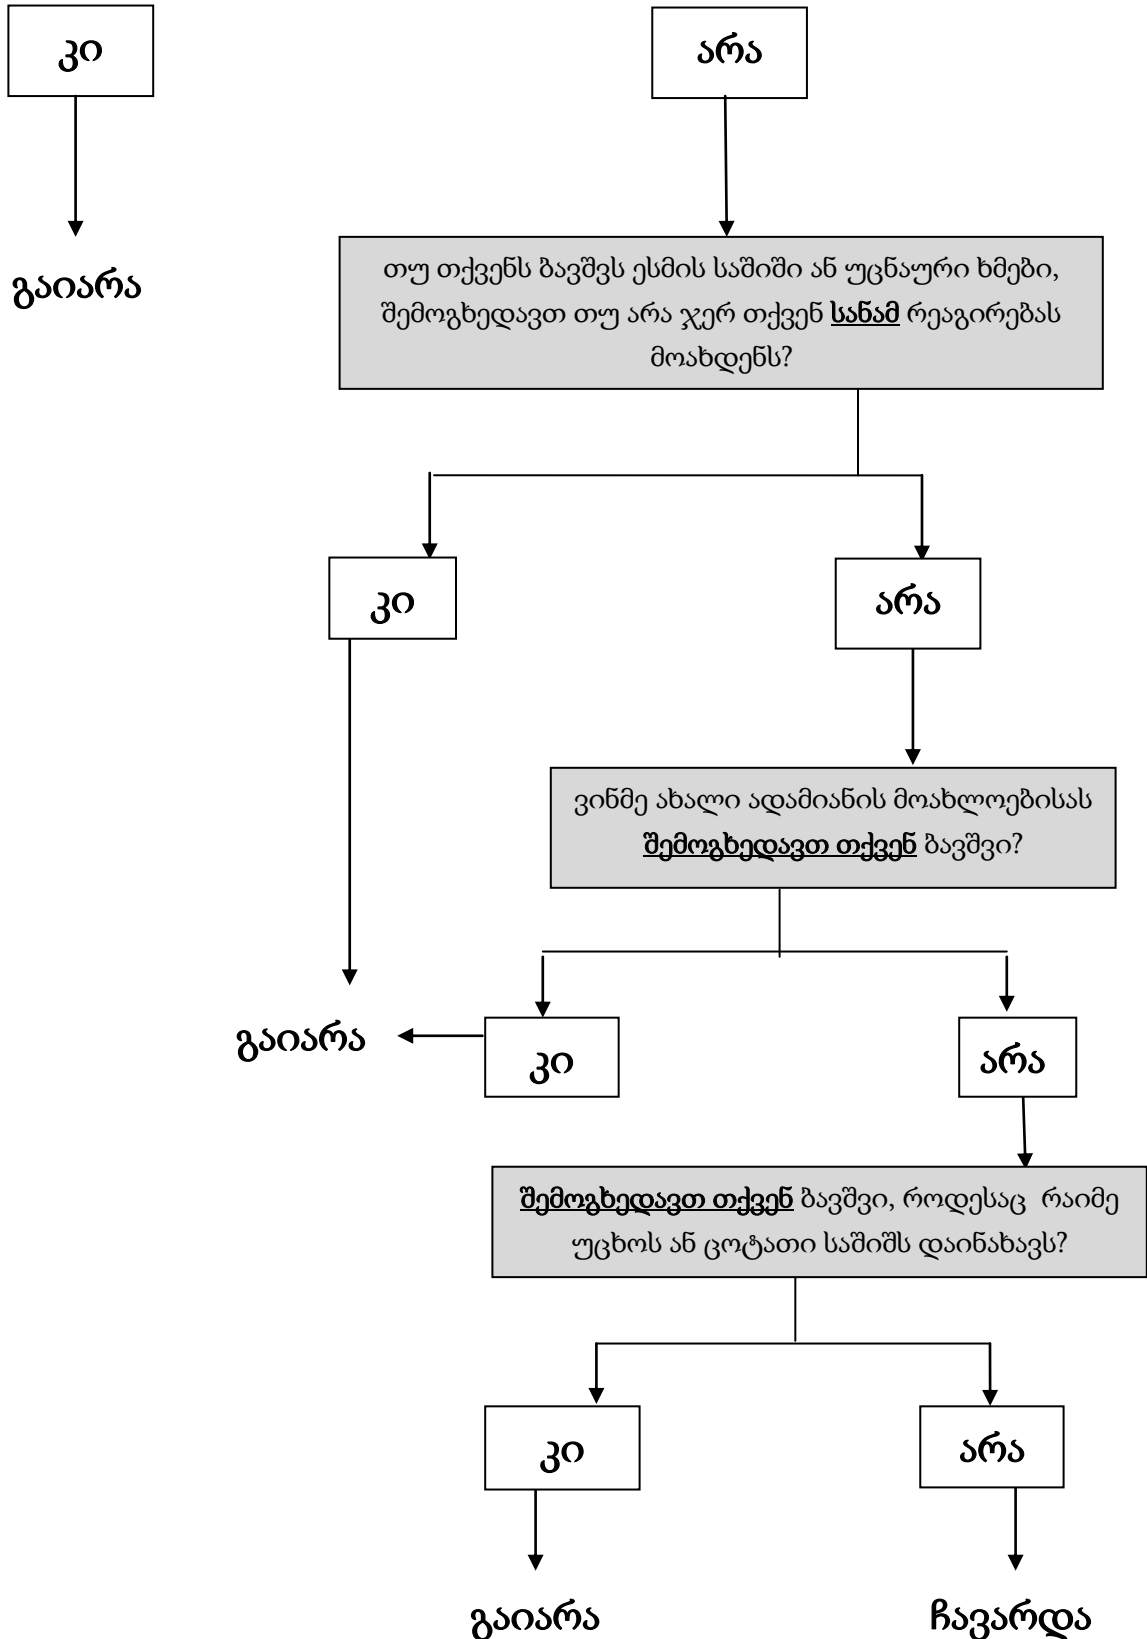 კი
არა
გაიარა
თუ თქვენს ბავშვს ესმის საშიში ან უცნაური ხმები,
შემოგხედავთ თუ არა ჯერ თქვენ სანამ რეაგირებას
მოახდენს?
კი
არა
ვინმე ახალი ადამიანის მოახლოებისას
შემოგხედავთ თქვენ ბავშვი?
გაიარა
კი
არა
შემოგხედავთ თქვენ ბავშვი, როდესაც რაიმე
უცხოს ან ცოტათი საშიშს დაინახავს?
კი
არა
გაიარა
ჩავარდა